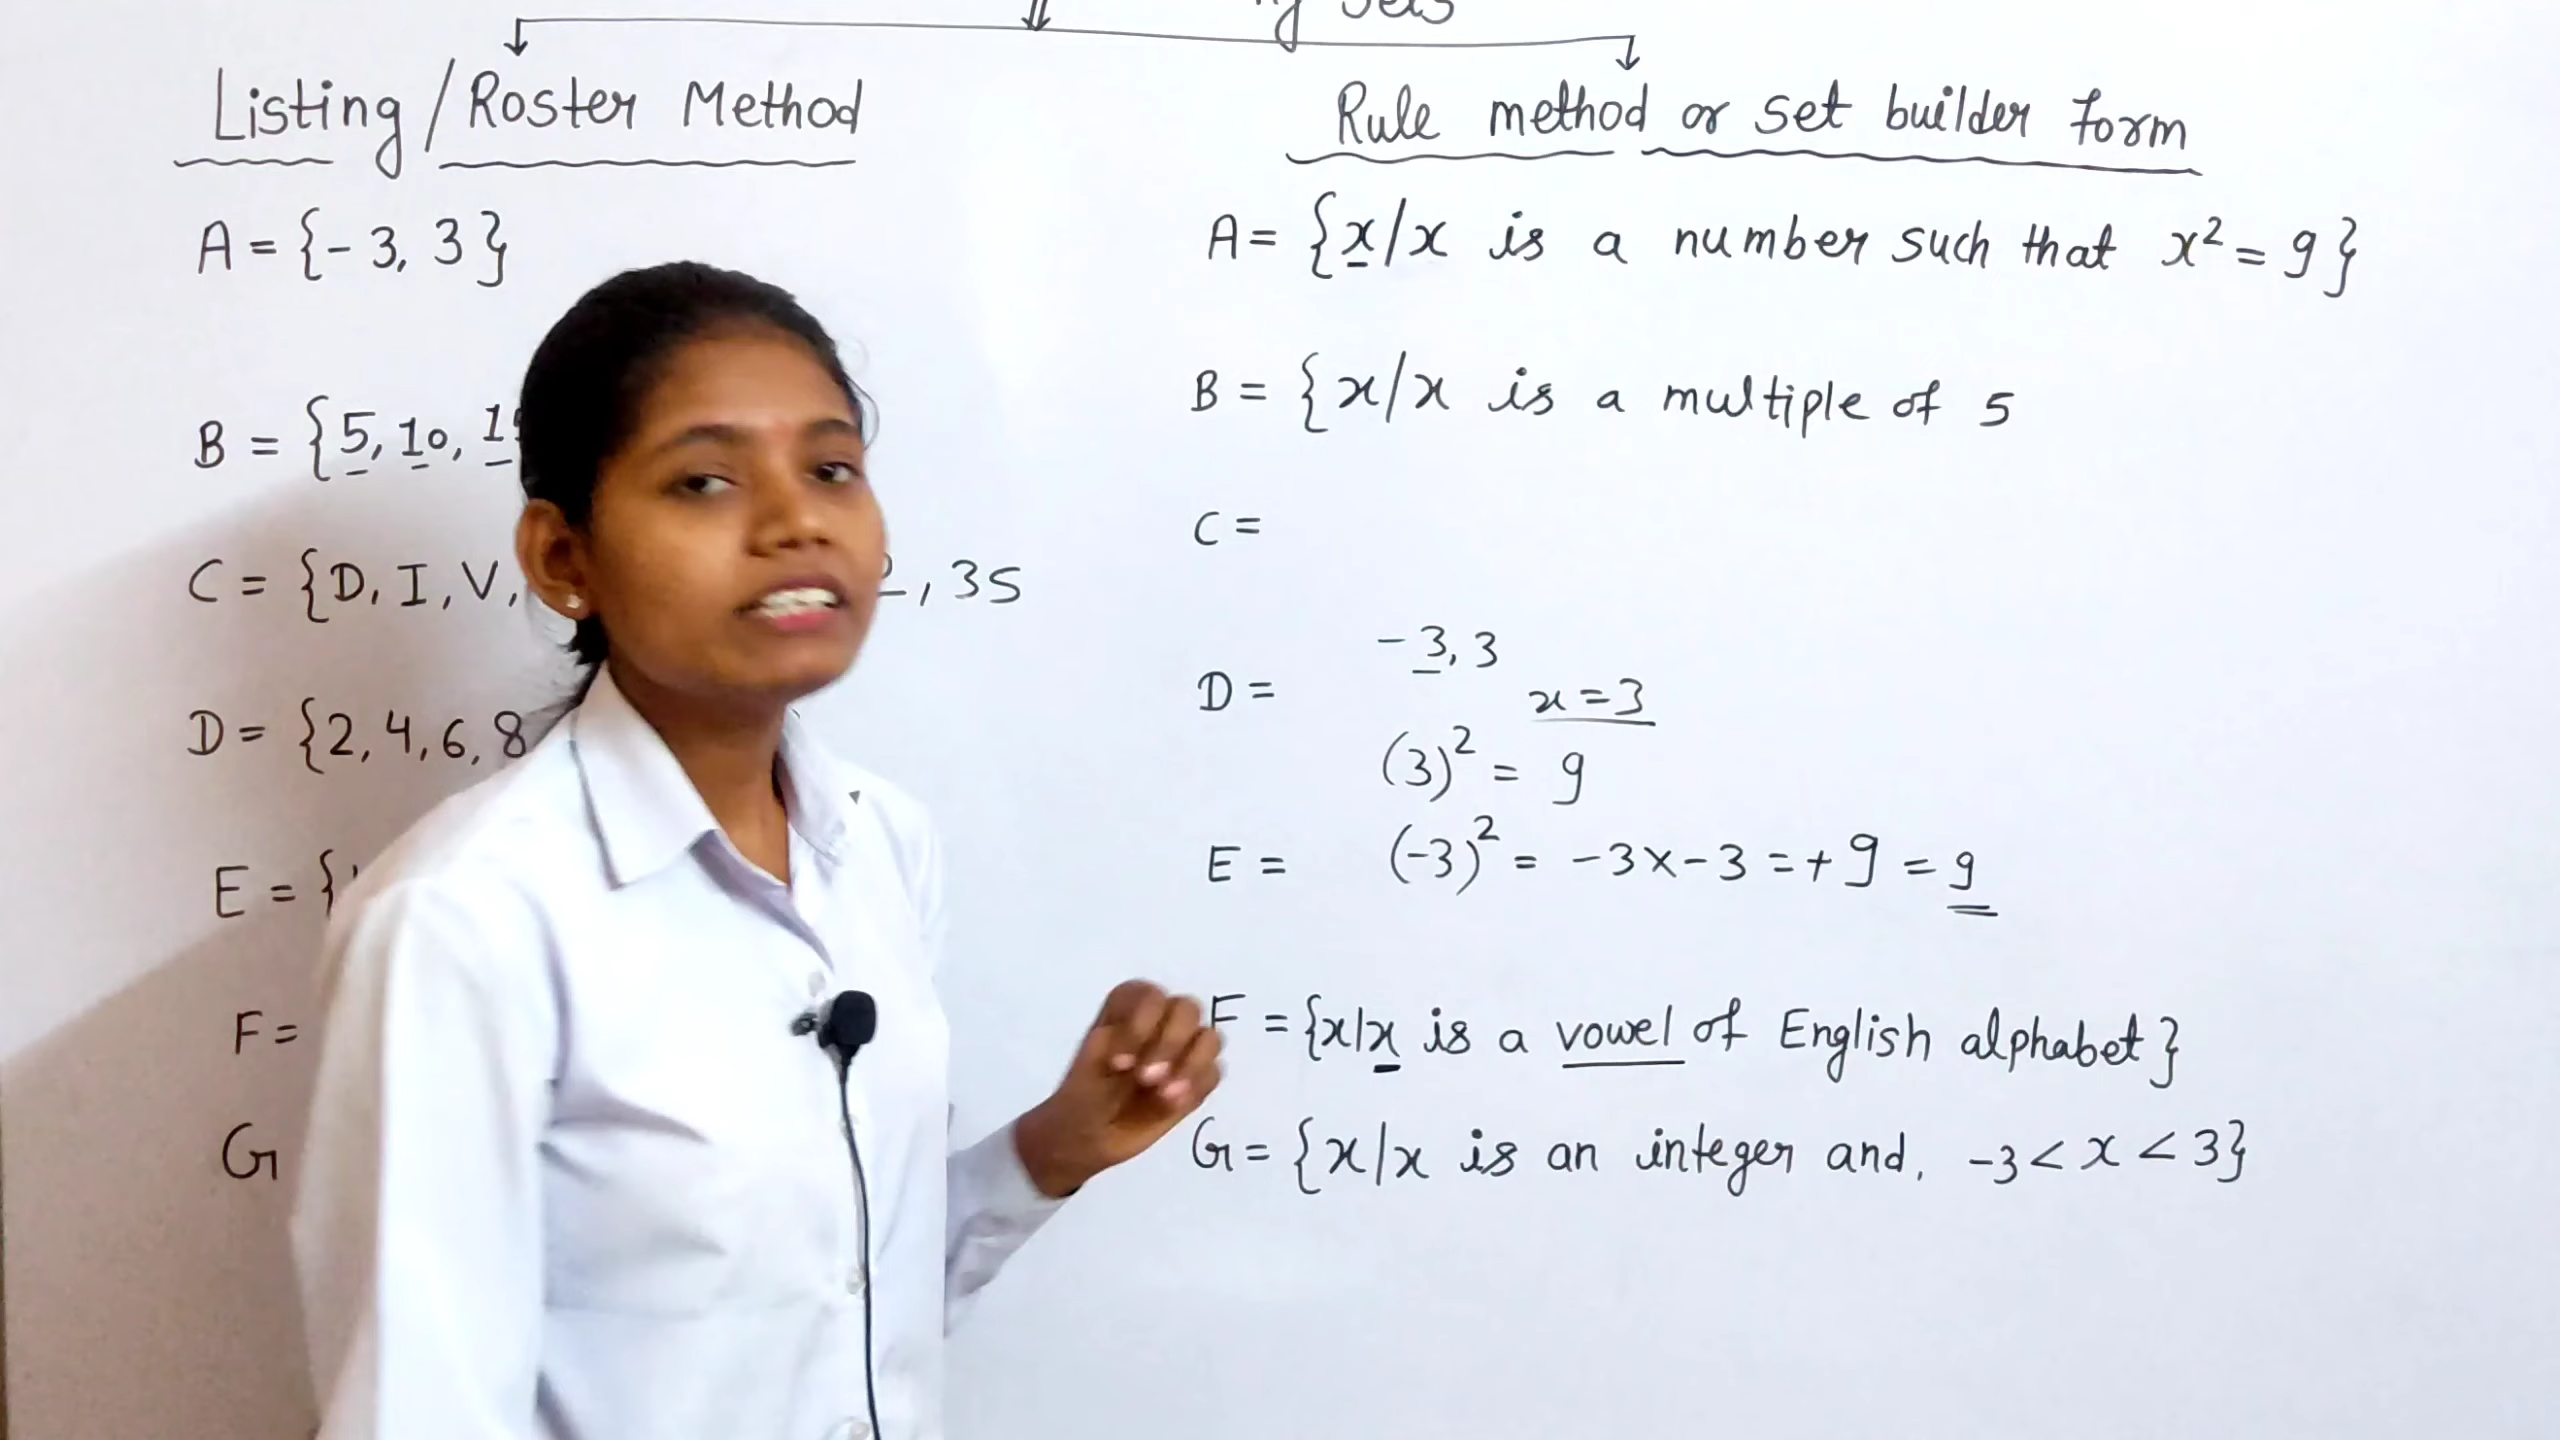 Listing / Roster Method
A = {-3, 3}
B = {5, 10,
C = {D, I, V,
, 35
D = {2, 4, 6, 8
E = {
F =
G
Rule method or set builder form
A = {x/x is a number such that x² = 9}
B = {x/x is a multiple of 5
C =
-3, 3
D =
x = 3
(3)² = 9
E =
(-3)² = -3x-3 = +9 = 9
F = {x|x is a vowel of English alphabet}
G = {x/x is an integer and, -3 < x < 3}